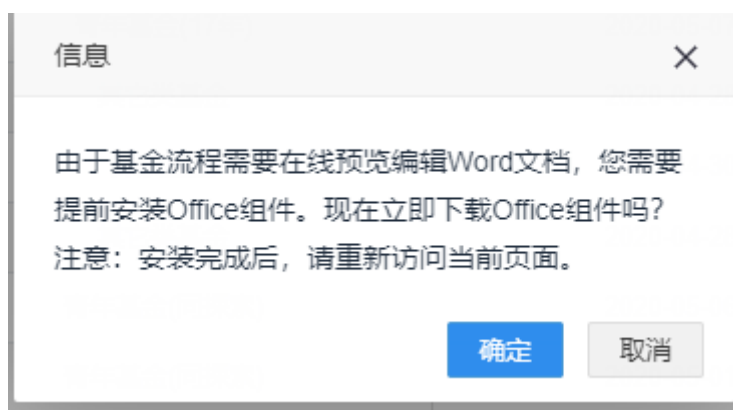 信息
由于基金流程需要在线预览编辑Word文档，您需要
提前安装Office组件。现在立即下载Office组件吗？
注意：安装完成后，请重新访问当前页面。
确定
取消